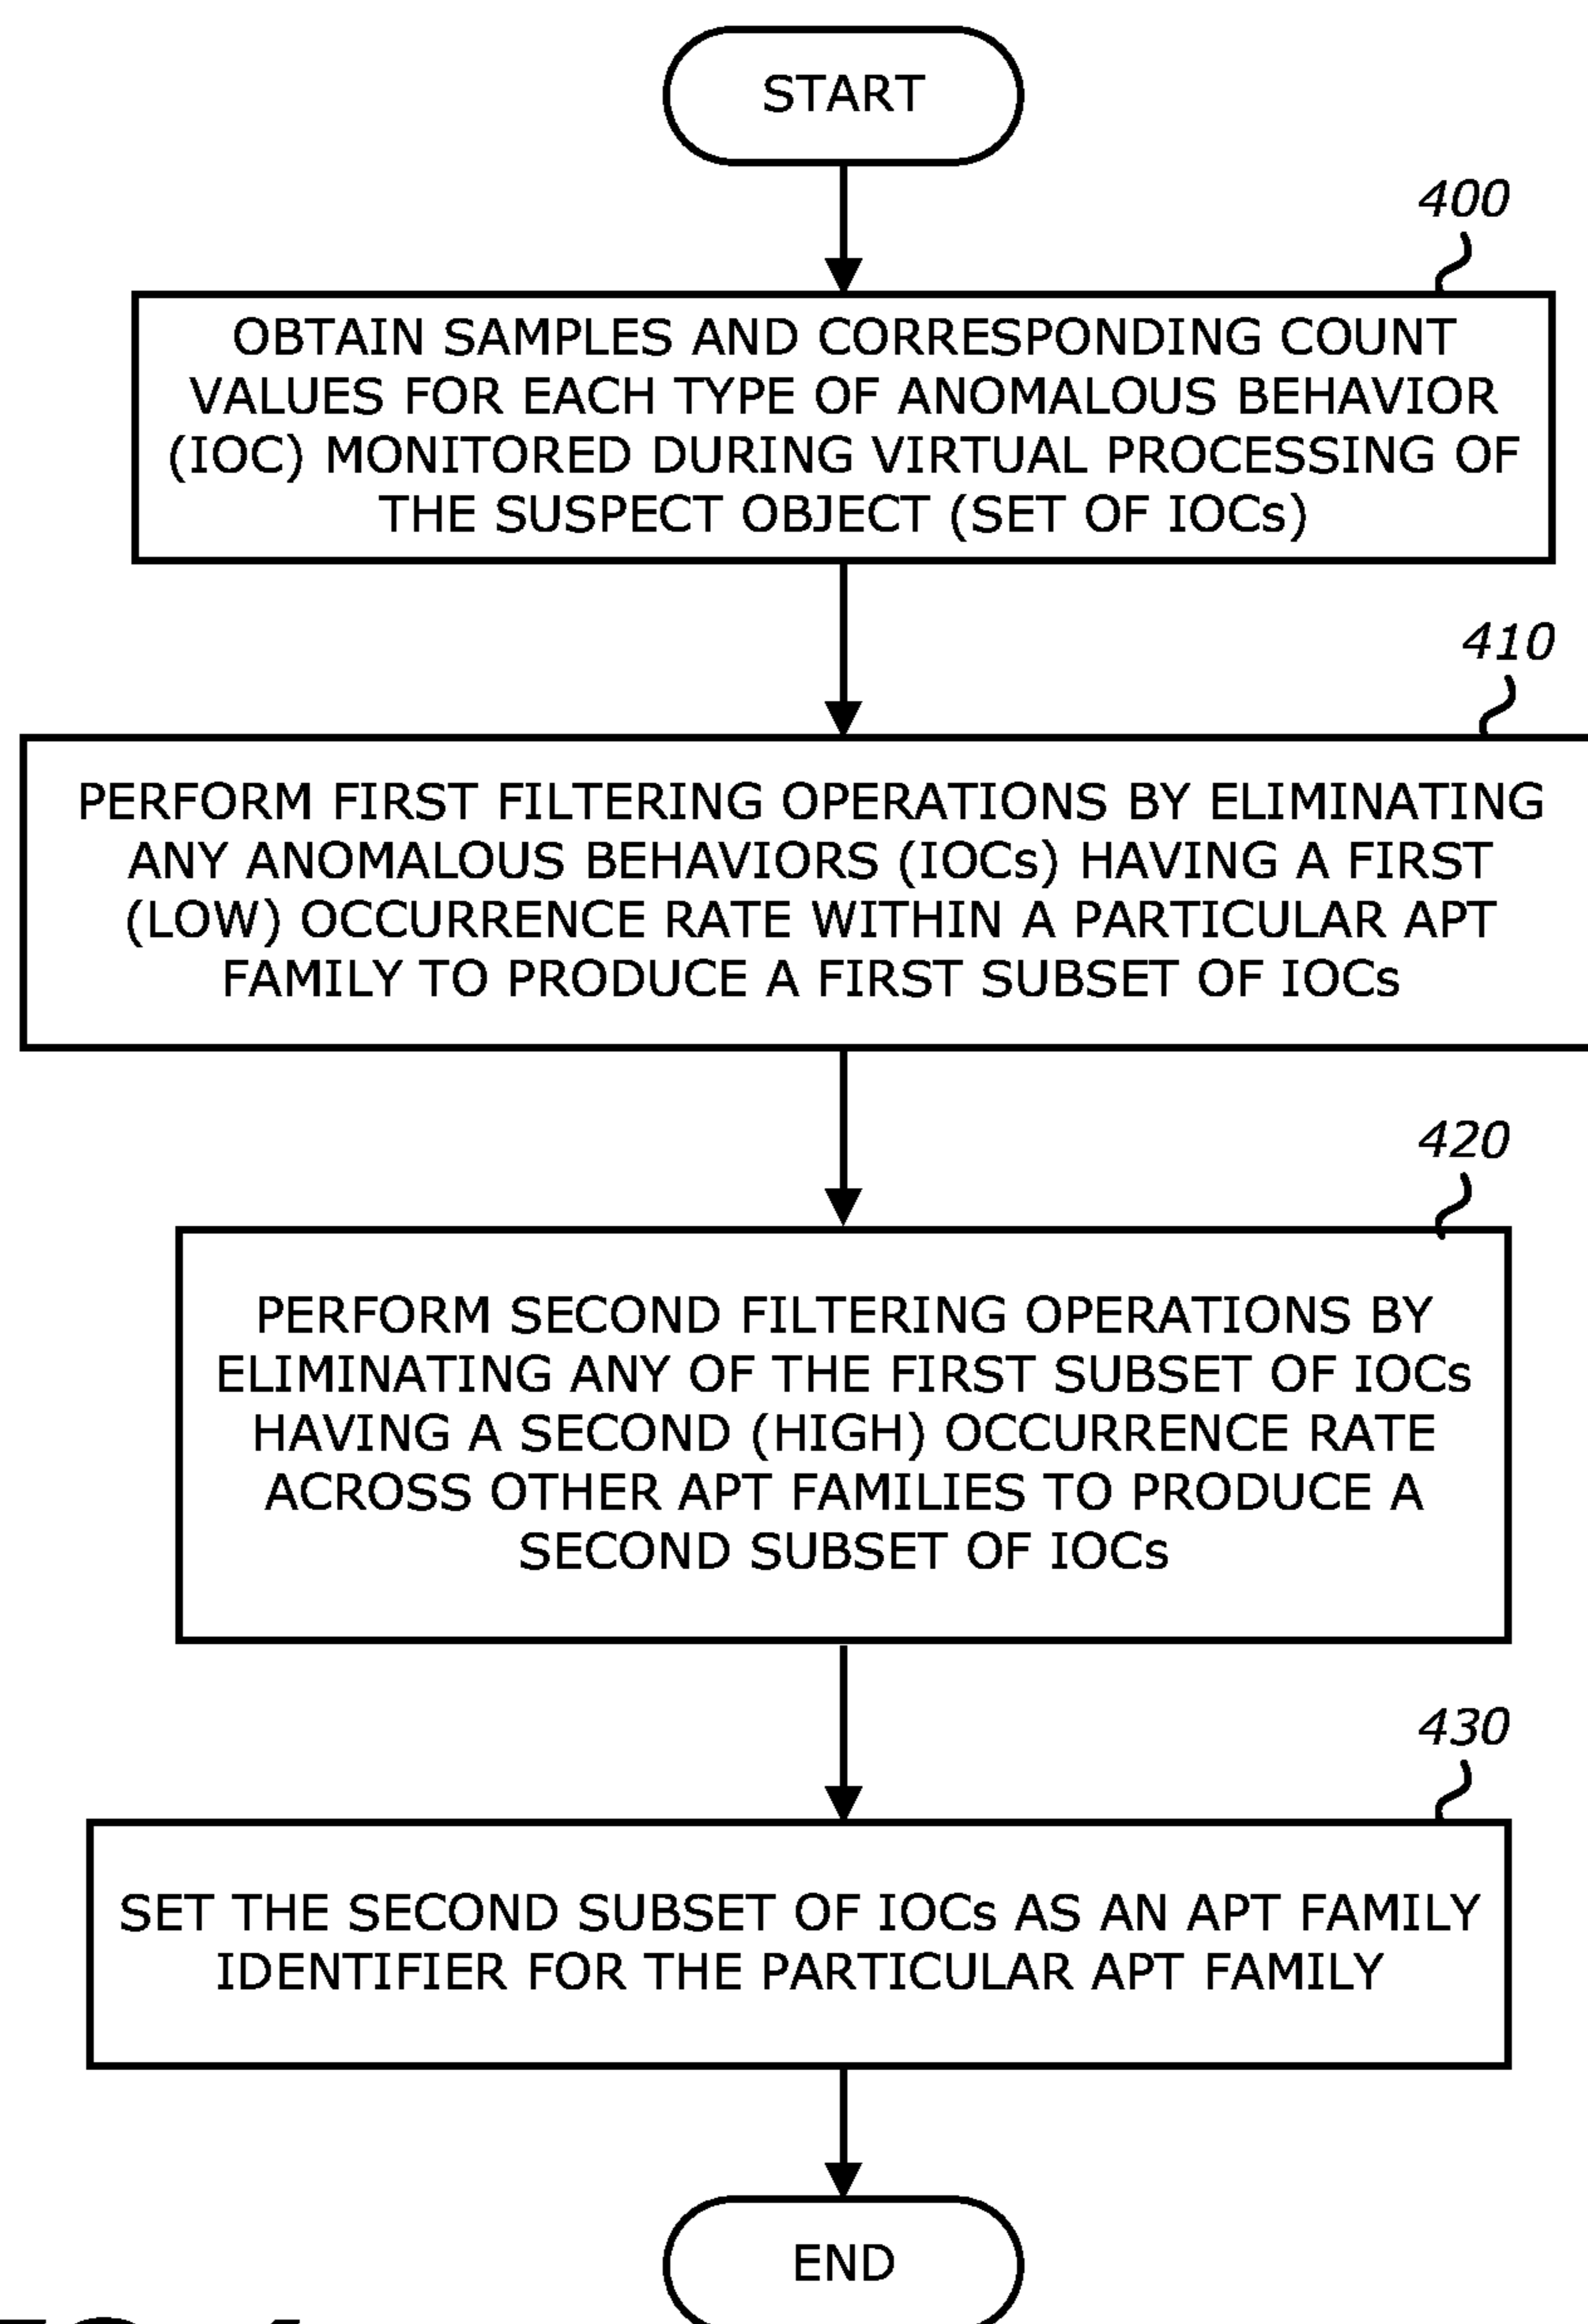 START
400
OBTAIN SAMPLES AND CORRESPONDING COUNT
VALUES FOR EACH TYPE OF ANOMALOUS BEHAVIOR
(IOC) MONITORED DURING VIRTUAL PROCESSING OF
THE SUSPECT OBJECT (SET OF IOCs)
410
PERFORM FIRST FILTERING OPERATIONS BY ELIMINATING
ANY ANOMALOUS BEHAVIORS (IOCs) HAVING A FIRST
(LOW) OCCURRENCE RATE WITHIN A PARTICULAR APT
FAMILY TO PRODUCE A FIRST SUBSET OF IOCs
420
PERFORM SECOND FILTERING OPERATIONS BY
ELIMINATING ANY OF THE FIRST SUBSET OF IOCs
HAVING A SECOND (HIGH) OCCURRENCE RATE
ACROSS OTHER APT FAMILIES TO PRODUCE A
SECOND SUBSET OF IOCs
430
SET THE SECOND SUBSET OF IOCs AS AN APT FAMILY
IDENTIFIER FOR THE PARTICULAR APT FAMILY
END